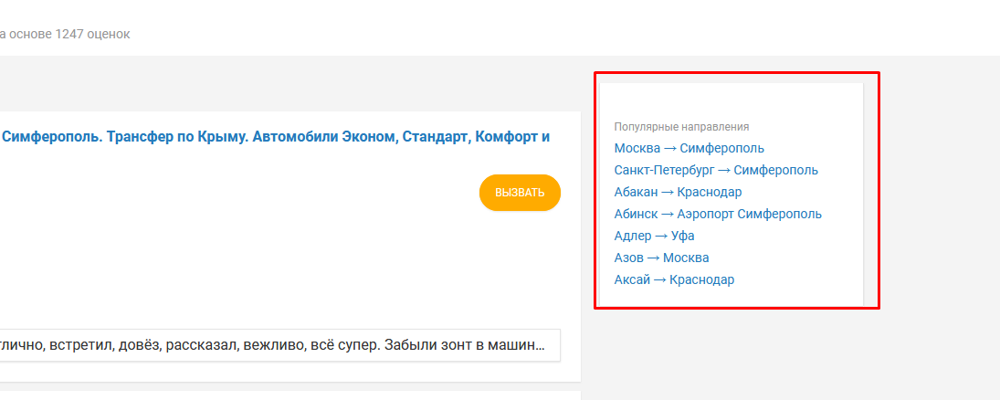 а основе 1247 оценок
Симферополь. Трансфер по Крыму. Автомобили Эконом, Стандарт, Комфорт и
ВЫЗВАТЬ
тлично, встретил, довёз, рассказал, вежливо, всё супер. Забыли зонт в машин...
Популярные направления
Москва → Симферополь
Санкт-Петербург → Симферополь
Абакан → Краснодар
Абинск → Аэропорт Симферополь
Адлер → Уфа
Азов → Москва
Аксай → Краснодар